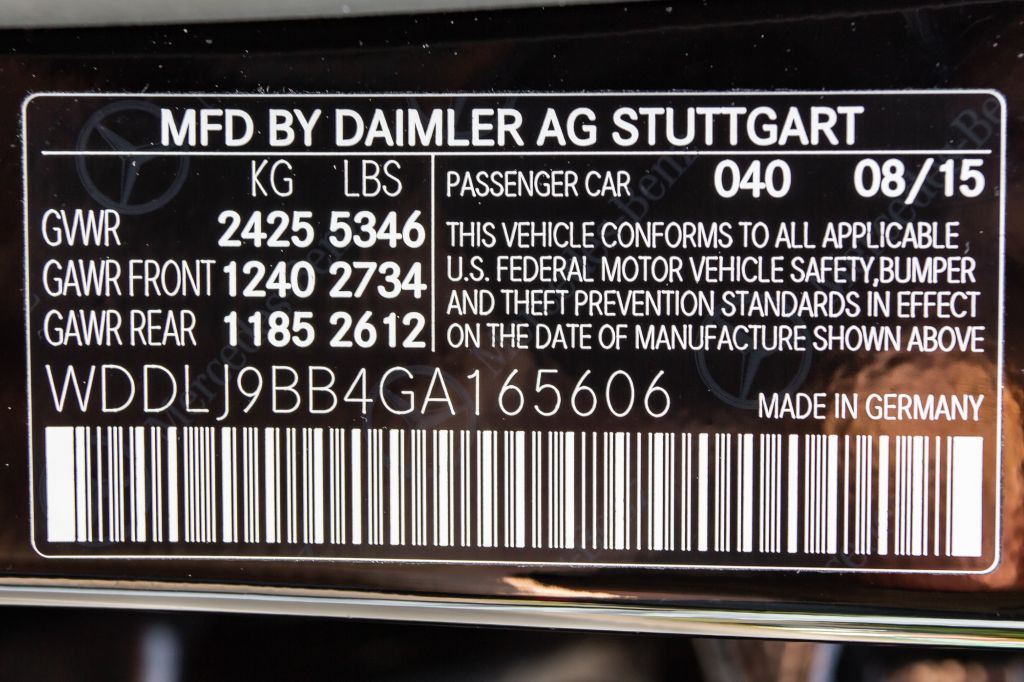 MFD BY DAIMLER AG STUTTGART
KG LBS
GVWR 2425 5346
GAWR FRONT 1240 2734
GAWR REAR 1185 2612
PASSENGER CAR 040 08/15
THIS VEHICLE CONFORMS TO ALL APPLICABLE
U.S. FEDERAL MOTOR VEHICLE SAFETY,BUMPER
AND THEFT PREVENTION STANDARDS IN EFFECT
ON THE DATE OF MANUFACTURE SHOWN ABOVE
WDDLJ9BB4GA165606
MADE IN GERMANY
Mercedes-Benz